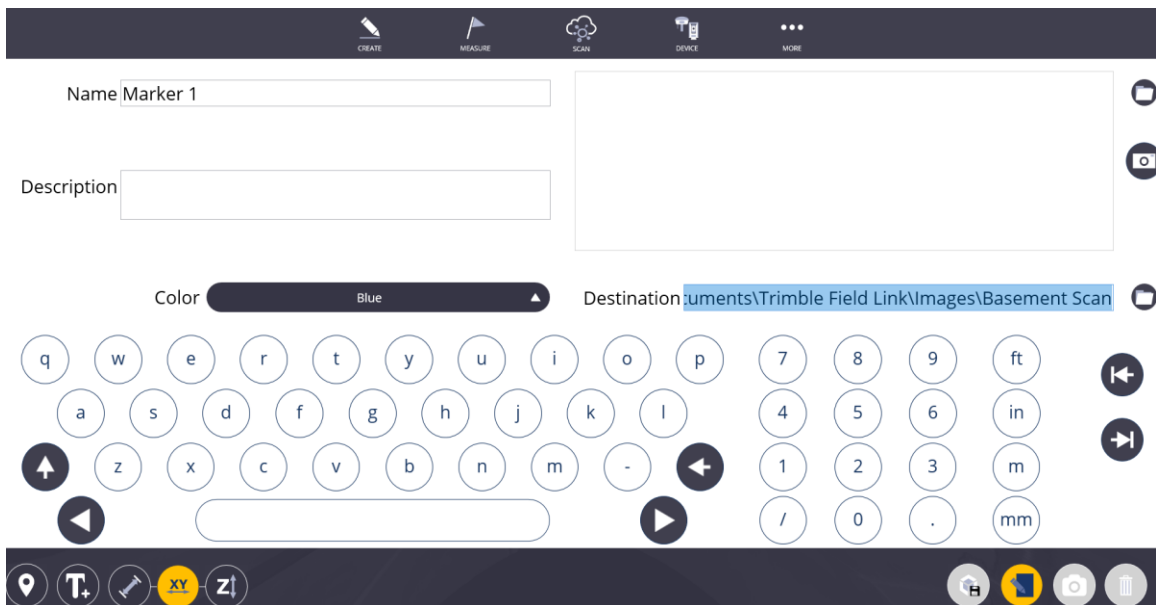 CREATE MEASURE SCAN DEVICE MORE
Name Marker 1
Description
Color Blue
Destination :uments\Trimble Field Link\Images\Basement Scan
q w e r t y u i o p 7 8 9 ft
a s d f g h j k l 4 5 6 in
z x c v b n m - 1 2 3 m
/ 0 . mm
T+ XY Z